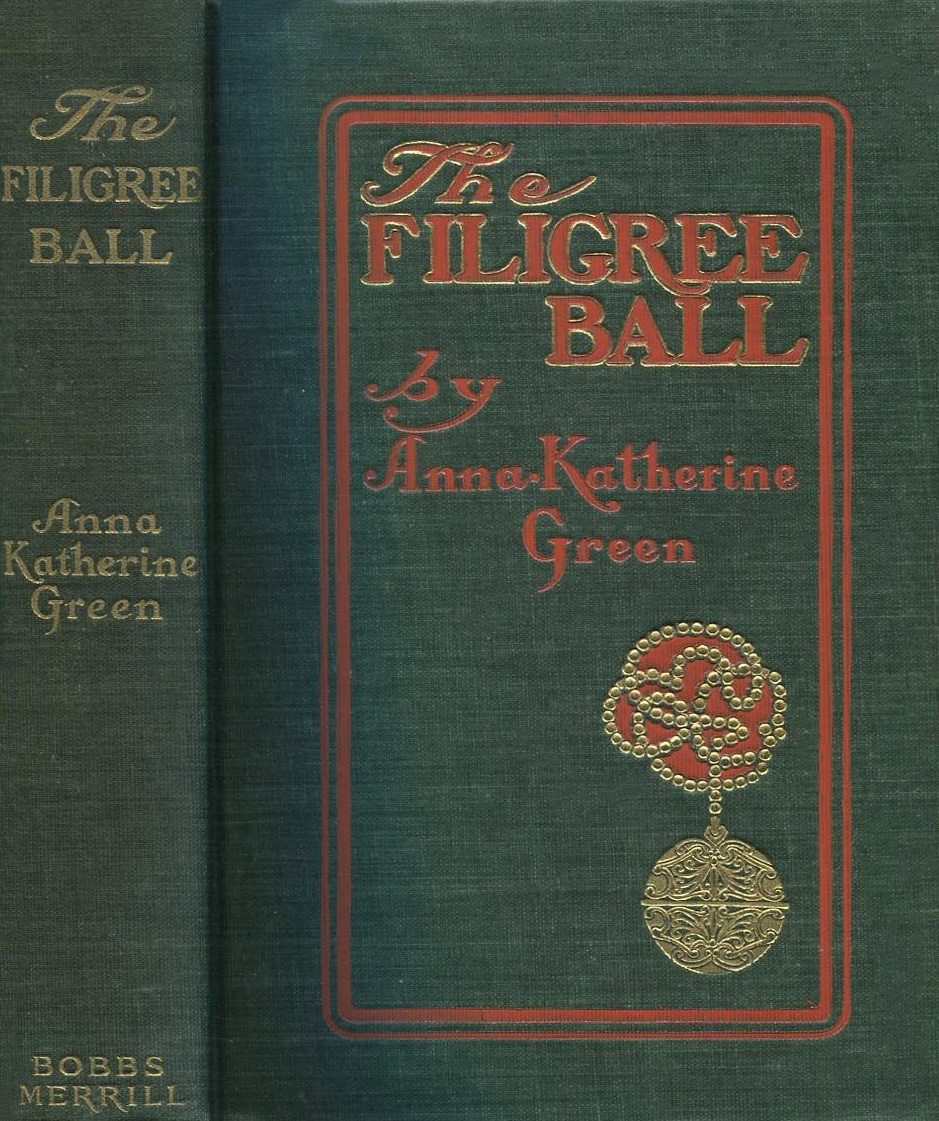 The
FILIGREE
BALL
Anna
Katherine
Green
BOBBS
MERRILL
The
FILIGREE
BALL
by
Anna·Katherine
Green